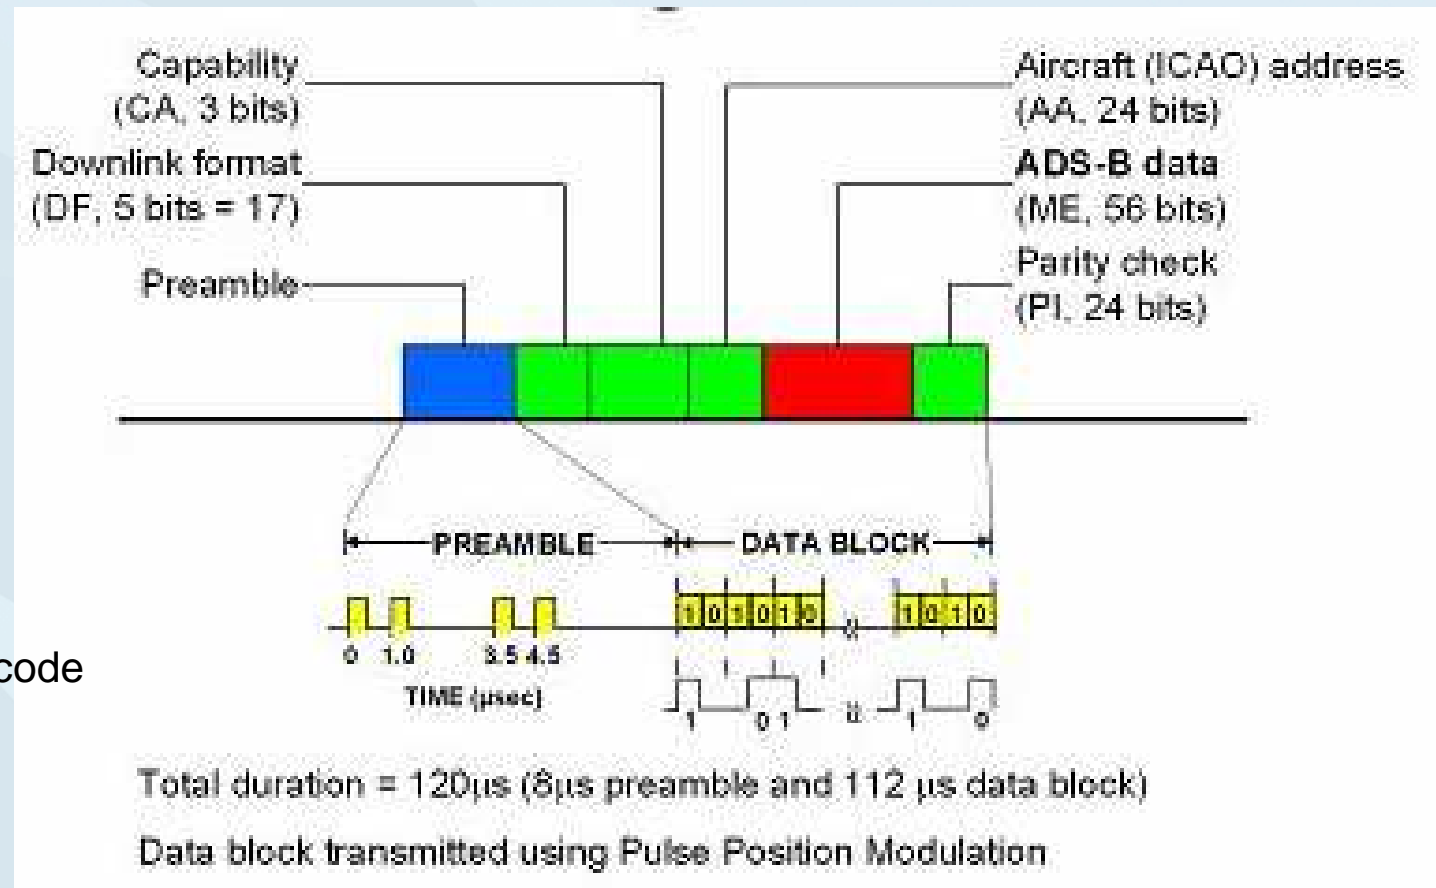 Capability
(CA, 3 bits)
Downlink format
(DF, 5 bits = 17)
Preamble
Aircraft (ICAO) address
(AA, 24 bits)
ADS-B data
(ME, 56 bits)
Parity check
(PI, 24 bits)
PREAMBLE DATA BLOCK
1 0 1 0 1 0 1 0 1 0
0 1.0 3.5 4.5
code
TIME (µsec)
1 0 1 1 0
Total duration = 120µs (8µs preamble and 112 µs data block)
Data block transmitted using Pulse Position Modulation